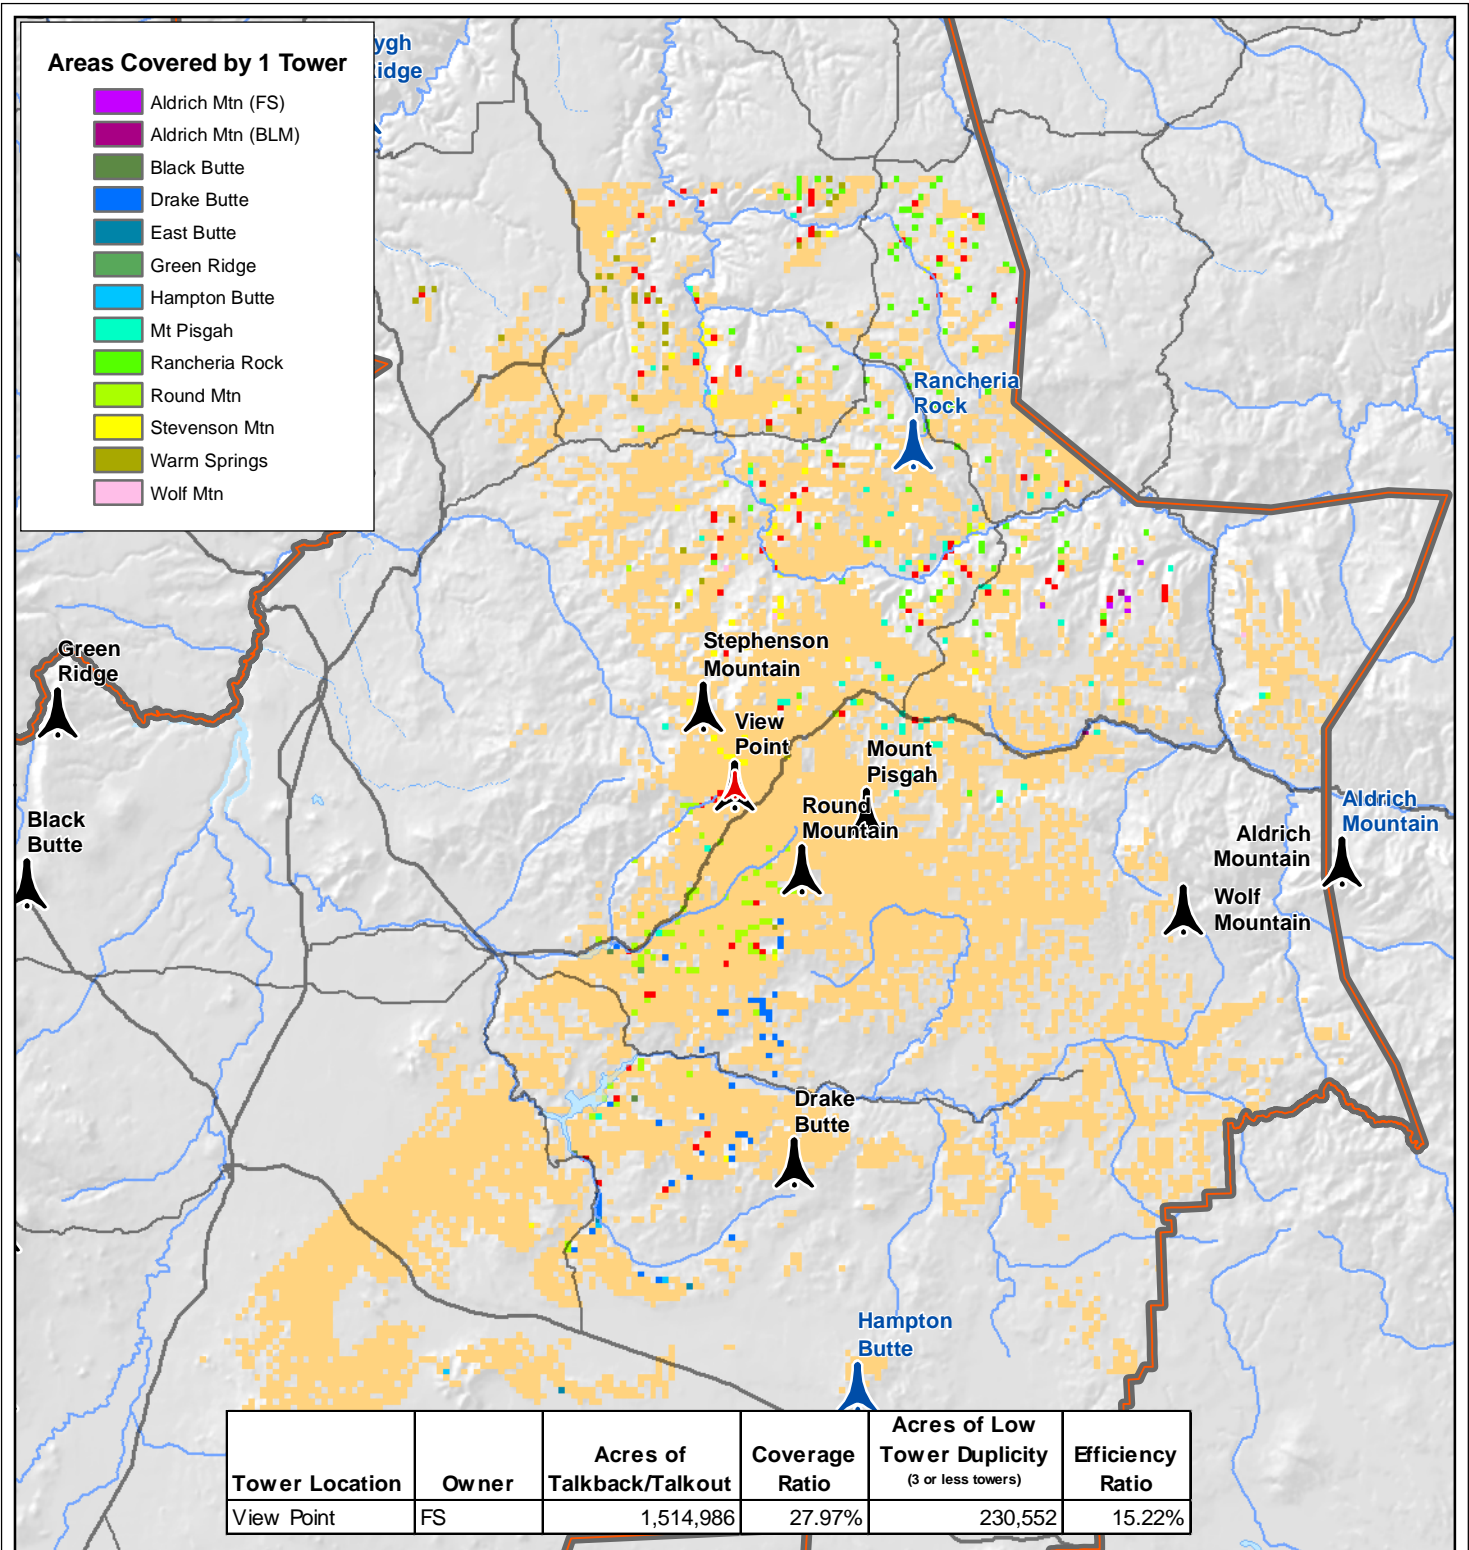 Areas Covered by 1 Tower
Aldrich Mtn (FS)
Aldrich Mtn (BLM)
Black Butte
Drake Butte
East Butte
Green Ridge
Hampton Butte
Mt Pisgah
Rancheria Rock
Round Mtn
Stevenson Mtn
Warm Springs
Wolf Mtn
ygh
idge
Rancheria
Rock
Green
Ridge
Stephenson
Mountain
View
Point
Mount
Pisgah
Round
Mountain
Black
Butte
Aldrich
Mountain
Aldrich
Mountain
Wolf
Mountain
Drake
Butte
Hampton
Butte
Tower Location Owner Acres of Talkback/Talkout Coverage Ratio Acres of Low Tower Duplicity (3 or less towers) Efficiency Ratio
View Point FS 1,514,986 27.97% 230,552 15.22%